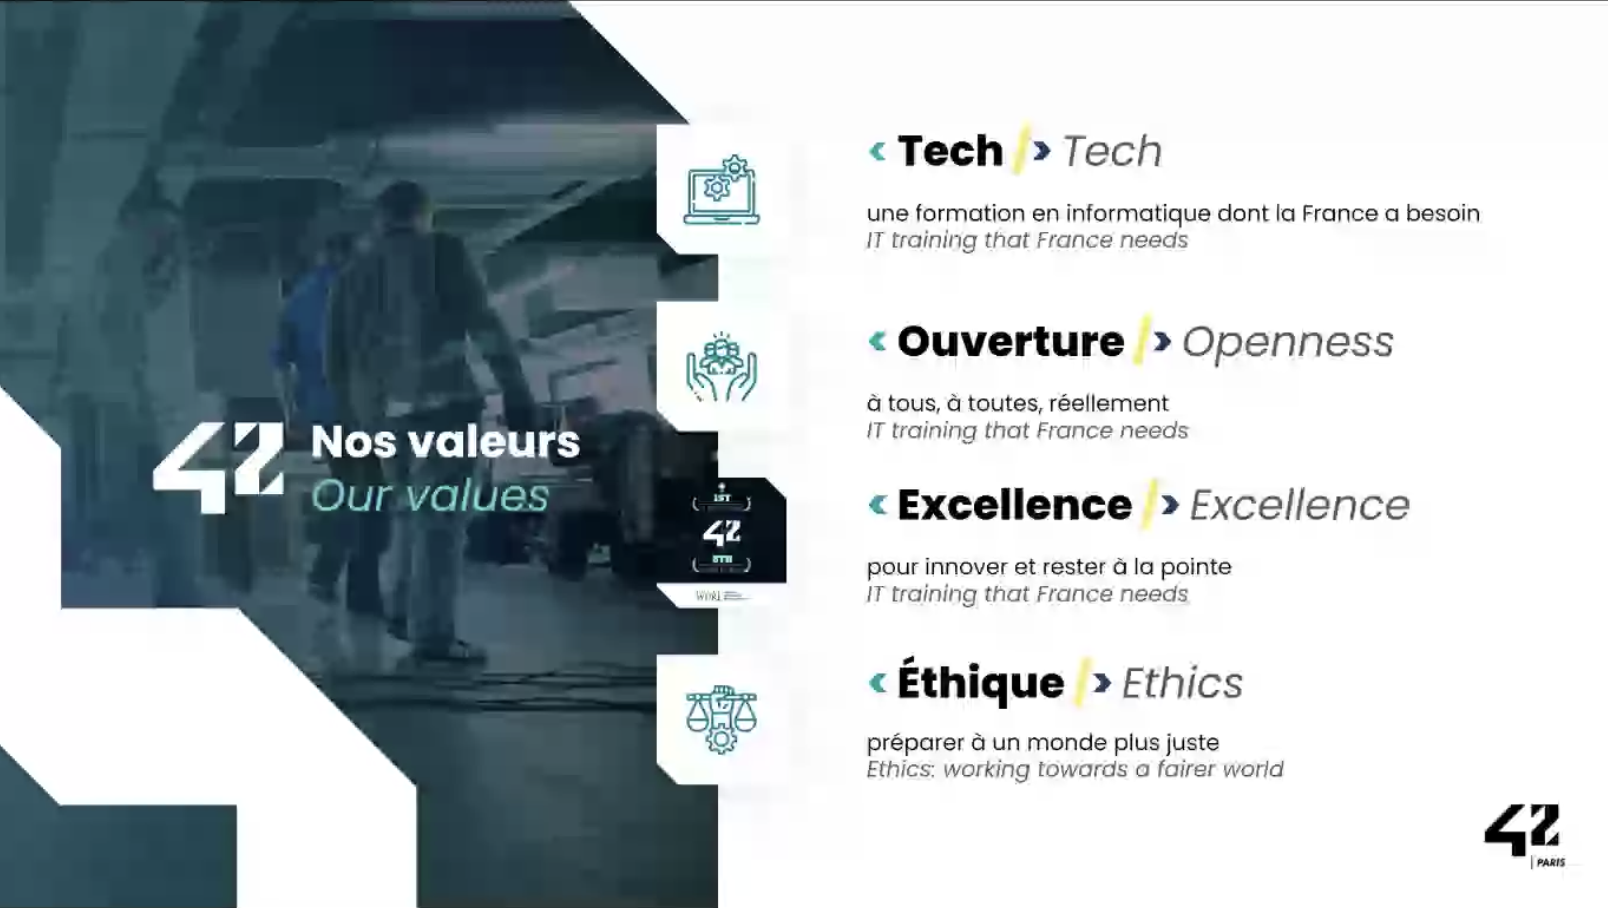 42 Nos valeurs
Our values
1ST
42
< Tech /> Tech
une formation en informatique dont la France a besoin
IT training that France needs
< Ouverture /> Openness
à tous, à toutes, réellement
IT training that France needs
< Excellence /> Excellence
pour innover et rester à la pointe
IT training that France needs
< Éthique /> Ethics
préparer à un monde plus juste
Ethics: working towards a fairer world
42
| PARIS